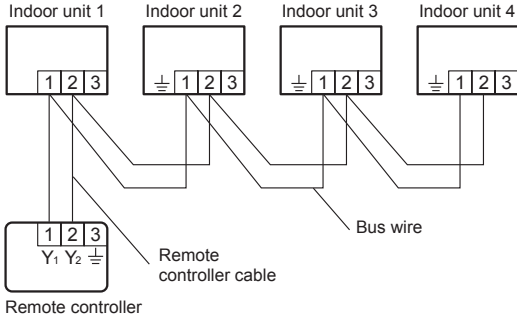 Indoor unit 1 Indoor unit 2 Indoor unit 3 Indoor unit 4
1 2 3 ⏚ 1 2 3 ⏚ 1 2 3 ⏚ 1 2 3
Bus wire
1 2 3
Y₁ Y₂ ⏚
Remote
controller cable
Remote controller